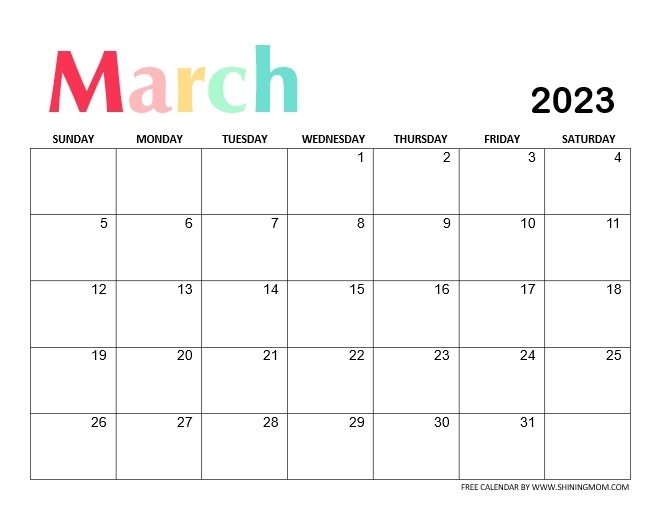 March
2023
SUNDAY MONDAY TUESDAY WEDNESDAY THURSDAY FRIDAY SATURDAY
1 2 3 4
5 6 7 8 9 10 11
12 13 14 15 16 17 18
19 20 21 22 23 24 25
26 27 28 29 30 31
FREE CALENDAR BY WWW.SHININGMOM.COM